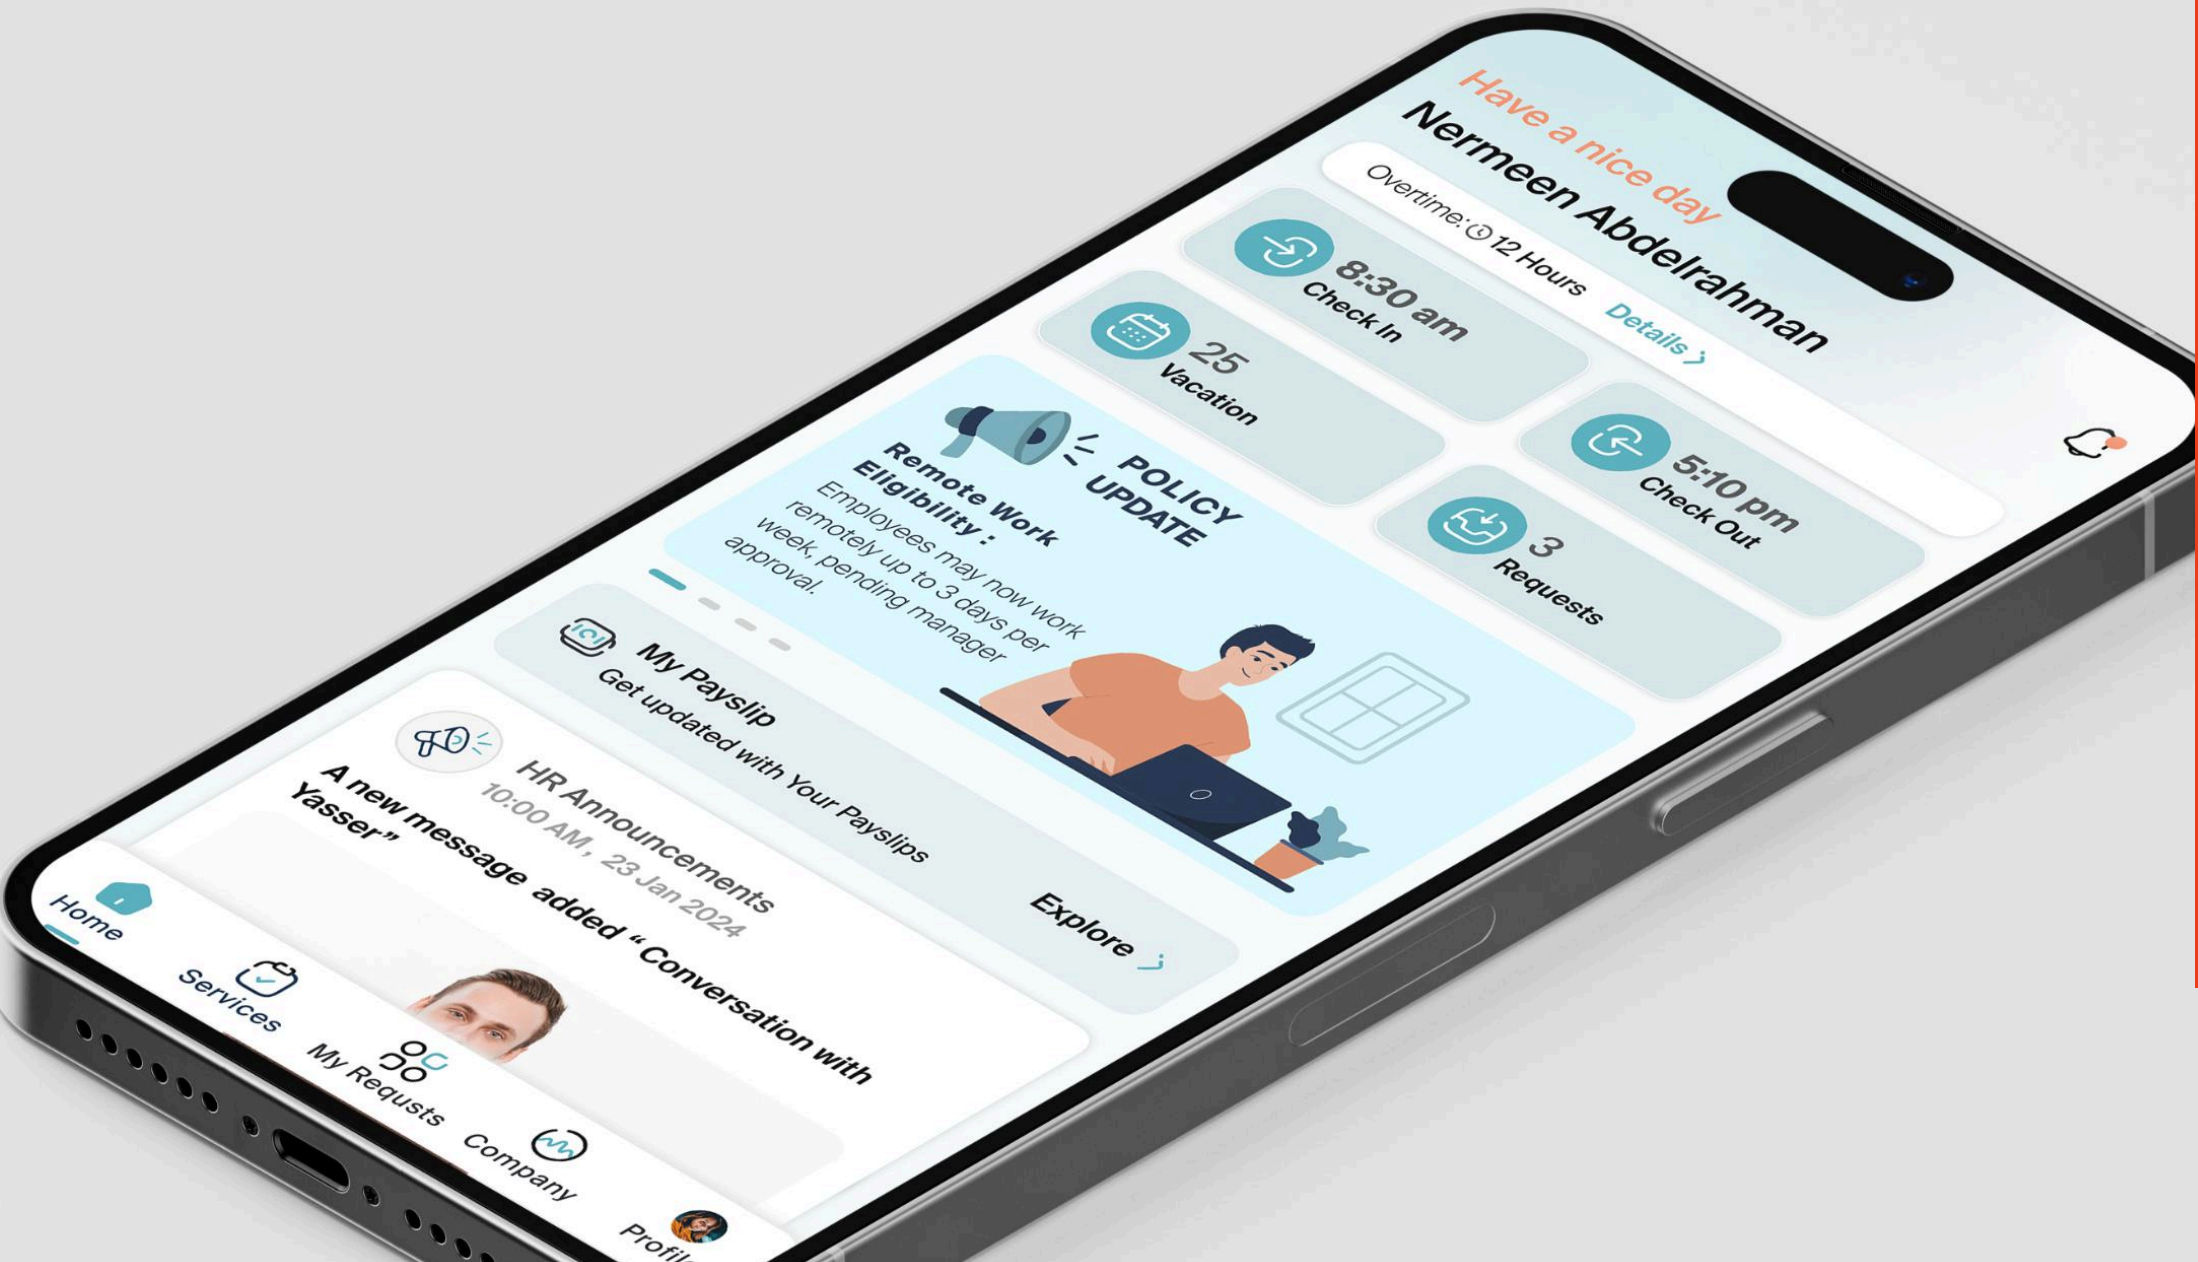 Have a nice day
Nermeen Abdelrahman
Overtime: 12 Hours Details
8:30 am
Check In
5:10 pm
Check Out
25
Vacation
3
Requests
POLICY
UPDATE
Remote Work
Eligibility :
Employees may now work
remotely up to 3 days per
week, pending manager
approval.
My Payslip
Get updated with Your Payslips
Explore
HR Announcements
10:00 AM , 23 Jan 2024
A new message added “ Conversation with
Yasser”
Home
Services
My Requsts
Company
Profile